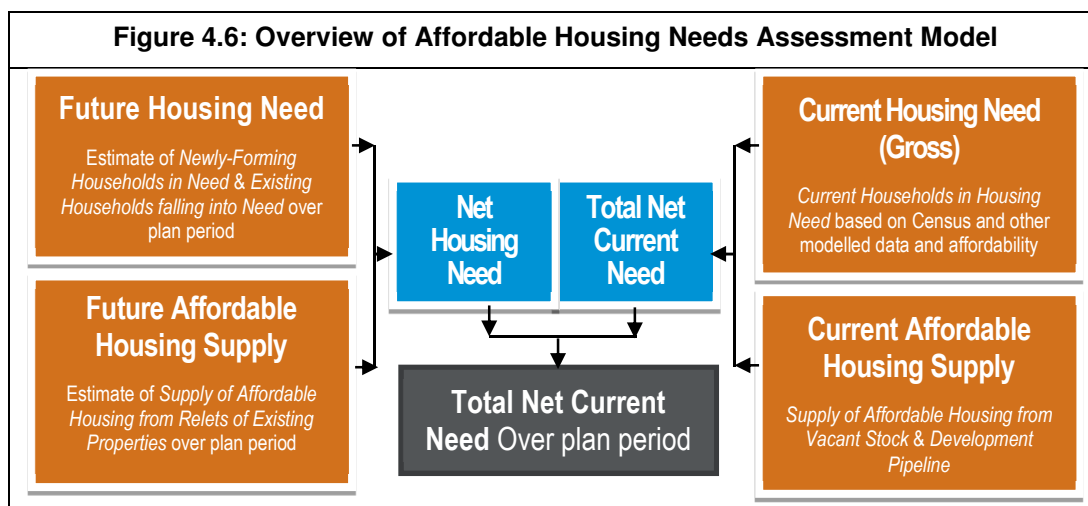 Figure 4.6: Overview of Affordable Housing Needs Assessment Model
Future Housing Need
Estimate of Newly-Forming
Households in Need & Existing
Households falling into Need over
plan period
Future Affordable
Housing Supply
Estimate of Supply of Affordable
Housing from Relets of Existing
Properties over plan period
Net
Housing
Need
Total Net
Current
Need
Total Net Current
Need Over plan period
Current Housing Need
(Gross)
Current Households in Housing
Need based on Census and other
modelled data and affordability
Current Affordable
Housing Supply
Supply of Affordable Housing from
Vacant Stock & Development
Pipeline